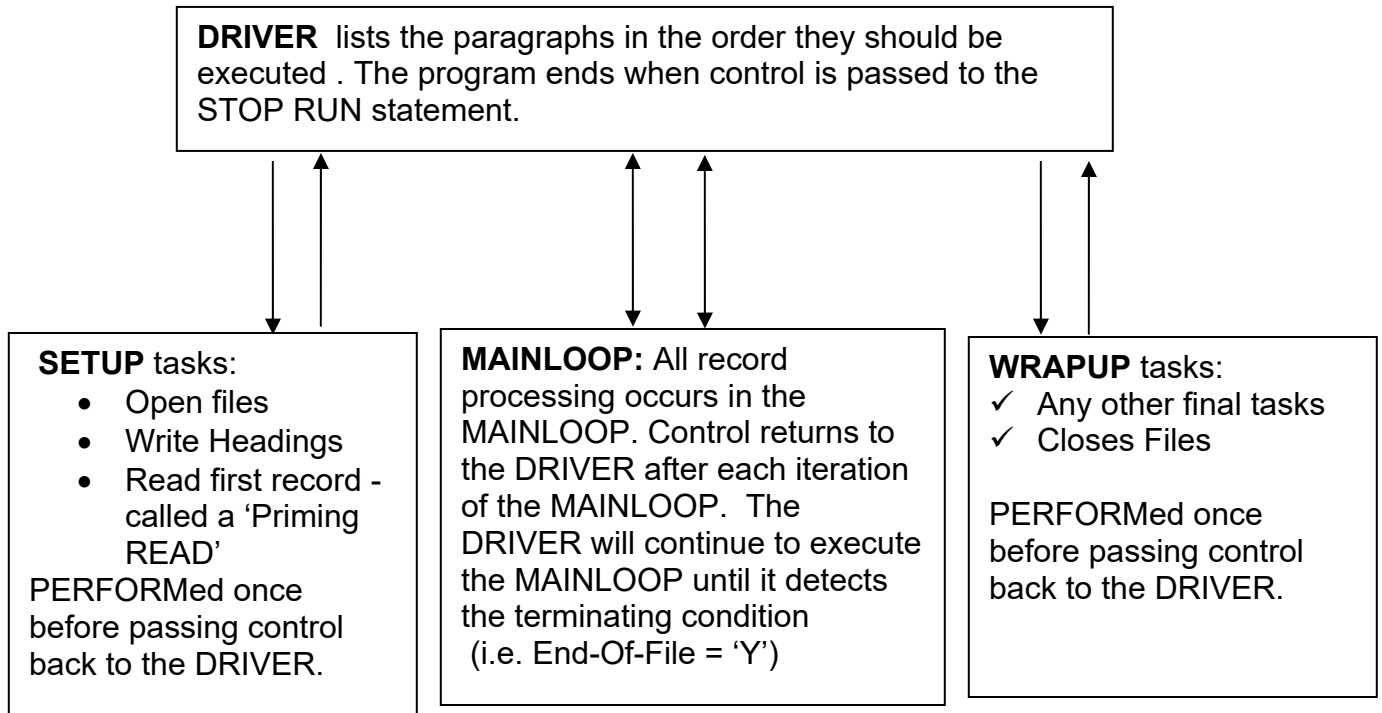 DRIVER lists the paragraphs in the order they should be
executed . The program ends when control is passed to the
STOP RUN statement.
SETUP tasks:
• Open files
• Write Headings
• Read first record -
called a ‘Priming
READ’
PERFORMed once
before passing control
back to the DRIVER.
MAINLOOP: All record
processing occurs in the
MAINLOOP. Control returns to
the DRIVER after each iteration
of the MAINLOOP. The
DRIVER will continue to execute
the MAINLOOP until it detects
the terminating condition
(i.e. End-Of-File = ‘Y’)
WRAPUP tasks:
✓ Any other final tasks
✓ Closes Files
PERFORMed once
before passing control
back to the DRIVER.